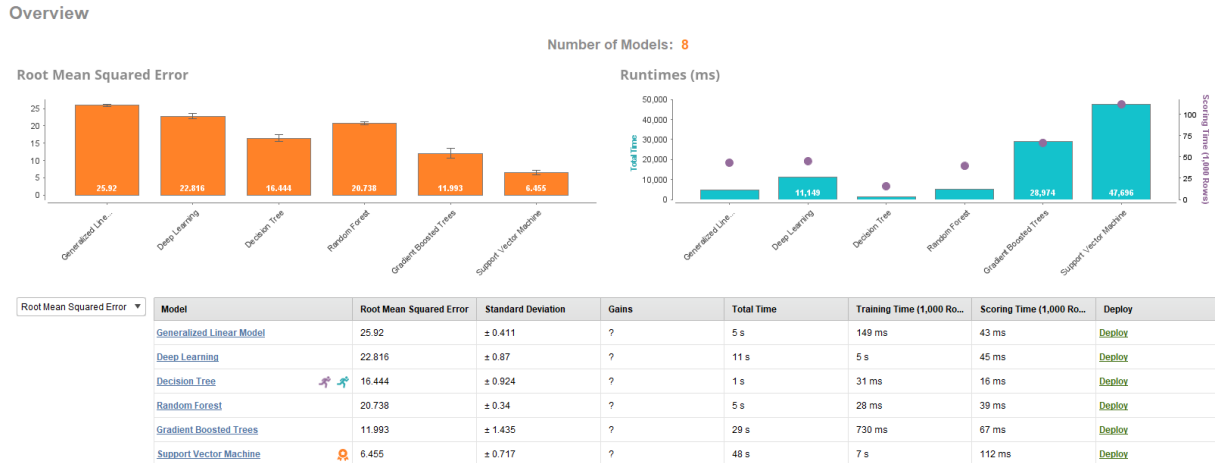 Overview
Number of Models: 8
Root Mean Squared Error
25
20
15
10
5
0
25.92
22.816
16.444
20.738
11.993
6.455
Generalized Line...
Deep Learning
Decision Tree
Random Forest
Gradient Boosted Trees
Support Vector Machine
Runtimes (ms)
Total Time
50,000
40,000
30,000
20,000
10,000
0
11,149
28,974
47,696
Scoring Time (1,000 Rows)
100
75
50
25
0
Generalized Line...
Deep Learning
Decision Tree
Random Forest
Gradient Boosted Trees
Support Vector Machine
Root Mean Squared Error
Model Root Mean Squared Error Standard Deviation Gains Total Time Training Time (1,000 Ro... Scoring Time (1,000 Ro... Deploy
Generalized Linear Model 25.92 ± 0.411 ? 5 s 149 ms 43 ms Deploy
Deep Learning 22.816 ± 0.87 ? 11 s 5 s 45 ms Deploy
Decision Tree 16.444 ± 0.924 ? 1 s 31 ms 16 ms Deploy
Random Forest 20.738 ± 0.34 ? 5 s 28 ms 39 ms Deploy
Gradient Boosted Trees 11.993 ± 1.435 ? 29 s 730 ms 67 ms Deploy
Support Vector Machine 6.455 ± 0.717 ? 48 s 7 s 112 ms Deploy